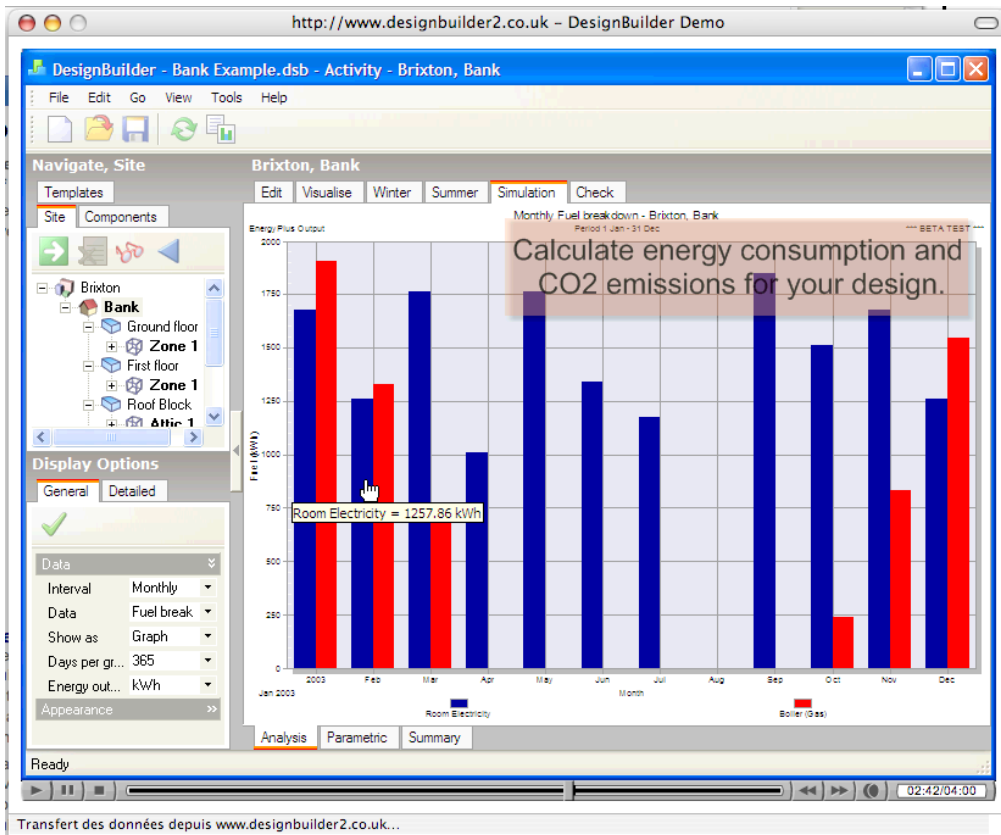 http://www.designbuilder2.co.uk – DesignBuilder Demo
DesignBuilder - Bank Example.dsb - Activity - Brixton, Bank
File Edit Go View Tools Help
Navigate, Site
Templates
Site Components
Brixton
Bank
Ground floor
Zone 1
First floor
Zone 1
Roof Block
Attic 1
Display Options
General Detailed
Data
Interval Monthly
Data Fuel break
Show as Graph
Days per gr... 365
Energy out... kWh
Appearance
Brixton, Bank
Edit Visualise Winter Summer Simulation Check
Monthly Fuel breakdown - Brixton, Bank
EnergyPlus Output Period 1 Jan - 31 Dec *** BETA TEST ***
Calculate energy consumption and
CO2 emissions for your design.
2000
1750
1500
1250
1000
750
500
250
0
Fuel (kWh)
Room Electricity = 1257.86 kWh
2003 Feb Mar Apr May Jun Jul Aug Sep Oct Nov Dec
Jan 2003 Month
Room Electricity Boiler (Gas)
Analysis Parametric Summary
Ready
02:42/04:00
Transfert des données depuis www.designbuilder2.co.uk...